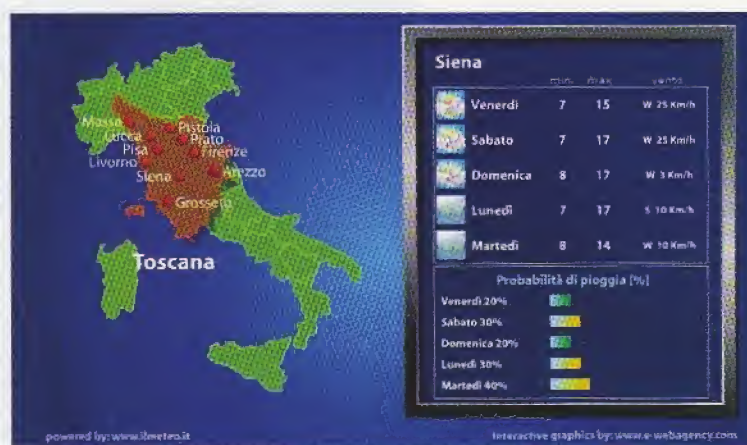 Massa
Lucca
Pisa
Livorno
Siena
Pistoia
Prato
Firenze
Arezzo
Grosseto
Toscana
powered by: www.ilmeteo.it
Siena
min. max vento
Venerdì 7 15 W 25 Km/h
Sabato 7 17 W 25 Km/h
Domenica 8 17 W 3 Km/h
Lunedì 7 17 S 10 Km/h
Martedì 8 14 W 10 Km/h
Probabilità di pioggia [%]
Venerdì 20%
Sabato 30%
Domenica 20%
Lunedì 30%
Martedì 40%
interactive graphics by: www.e-webagency.com